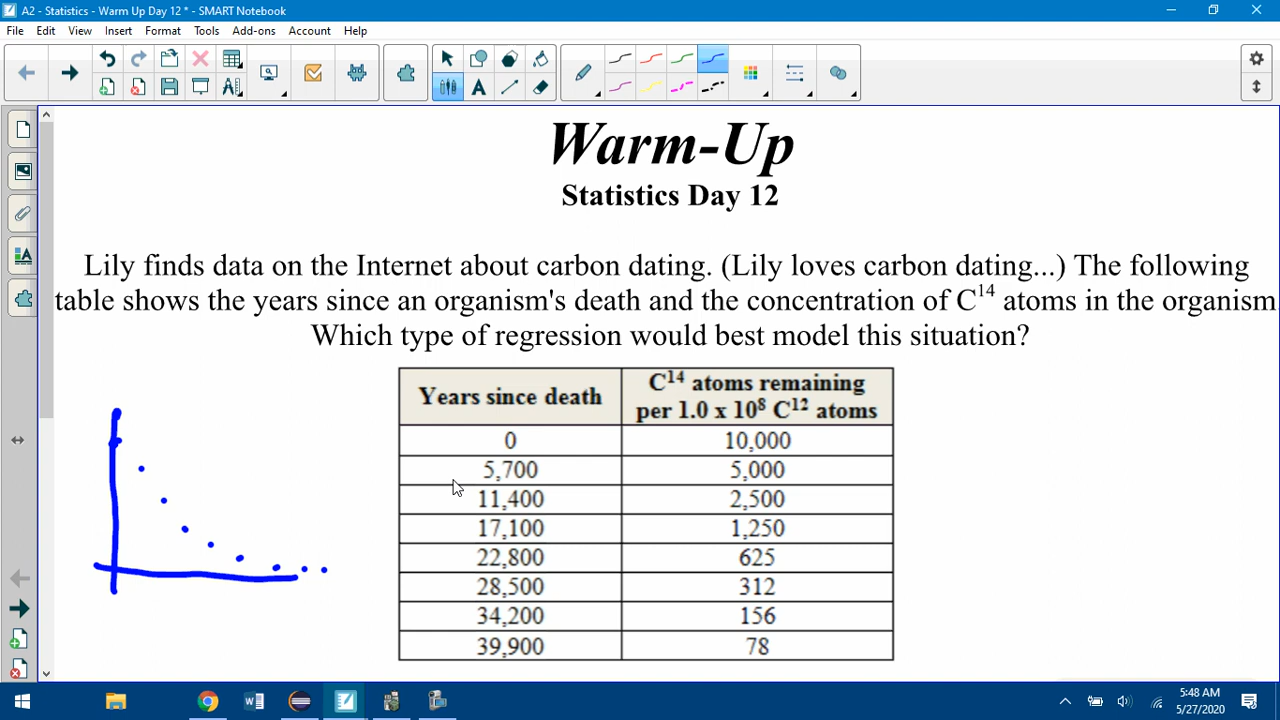 A2 - Statistics - Warm Up Day 12 * - SMART Notebook
File Edit View Insert Format Tools Add-ons Account Help
Warm-Up
Statistics Day 12
Lily finds data on the Internet about carbon dating. (Lily loves carbon dating...) The following
table shows the years since an organism's death and the concentration of C¹⁴ atoms in the organism
Which type of regression would best model this situation?
Years since death
C¹⁴ atoms remaining
per 1.0 x 10⁸ C¹² atoms
0 10,000
5,700 5,000
11,400 2,500
17,100 1,250
22,800 625
28,500 312
34,200 156
39,900 78
5:48 AM
5/27/2020